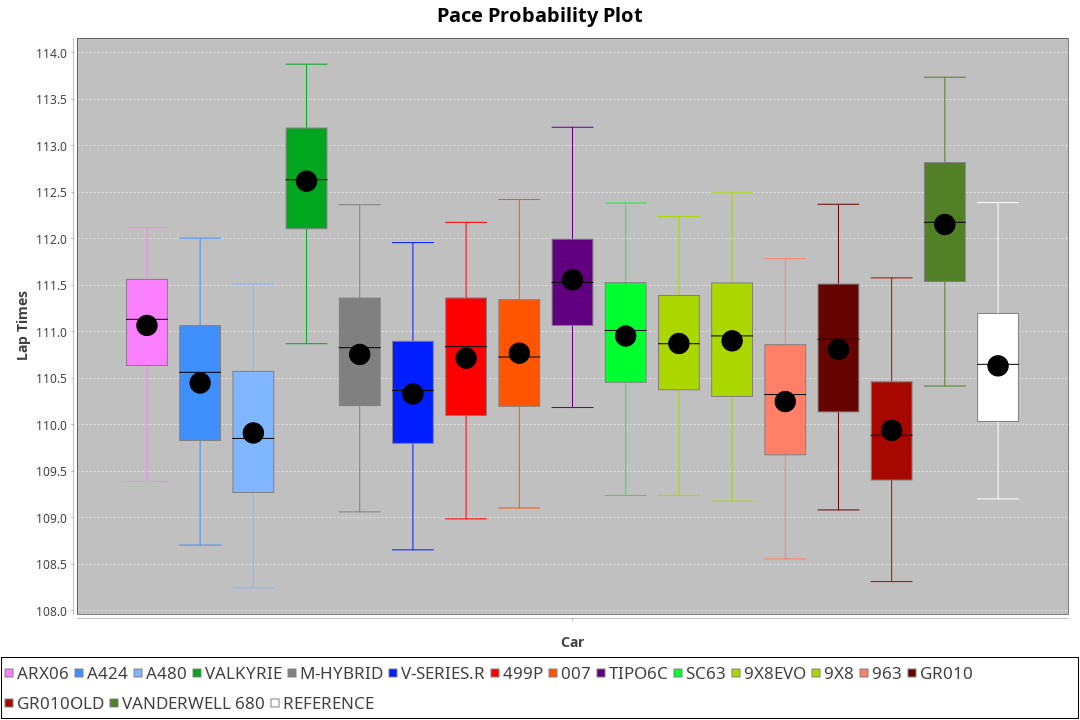 Pace Probability Plot
114.0
113.5
113.0
112.5
112.0
111.5
111.0
110.5
110.0
109.5
109.0
108.5
108.0
Lap Times
Car
ARX06 A424 A480 VALKYRIE M-HYBRID V-SERIES.R 499P 007 TIPO6C SC63 9X8EVO 9X8 963 GR010
GR010OLD VANDERWELL 680 REFERENCE